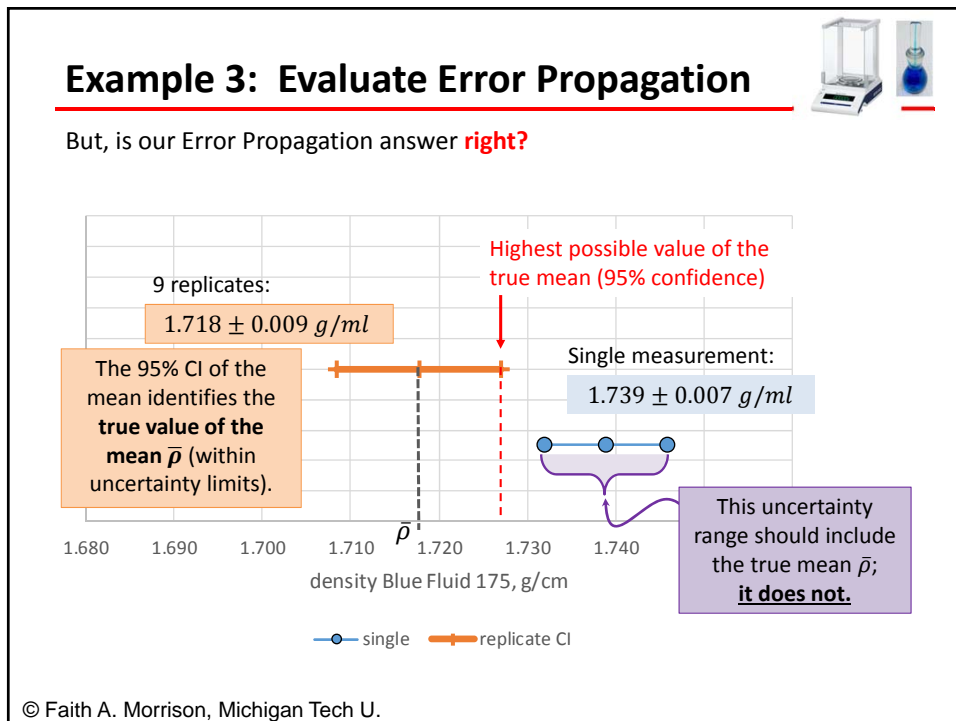 Example 3:  Evaluate Error Propagation
But, is our Error Propagation answer right?
Highest possible value of the
true mean (95% confidence)
9 replicates:
1.718 ± 0.009 g/ml
The 95% CI of the
mean identifies the
true value of the
mean ρ̅ (within
uncertainty limits).
Single measurement:
1.739 ± 0.007 g/ml
This uncertainty
range should include
the true mean ρ̅;
it does not.
ρ̅
1.680 1.690 1.700 1.710 1.720 1.730 1.740
density Blue Fluid 175, g/cm
single replicate CI
© Faith A. Morrison, Michigan Tech U.